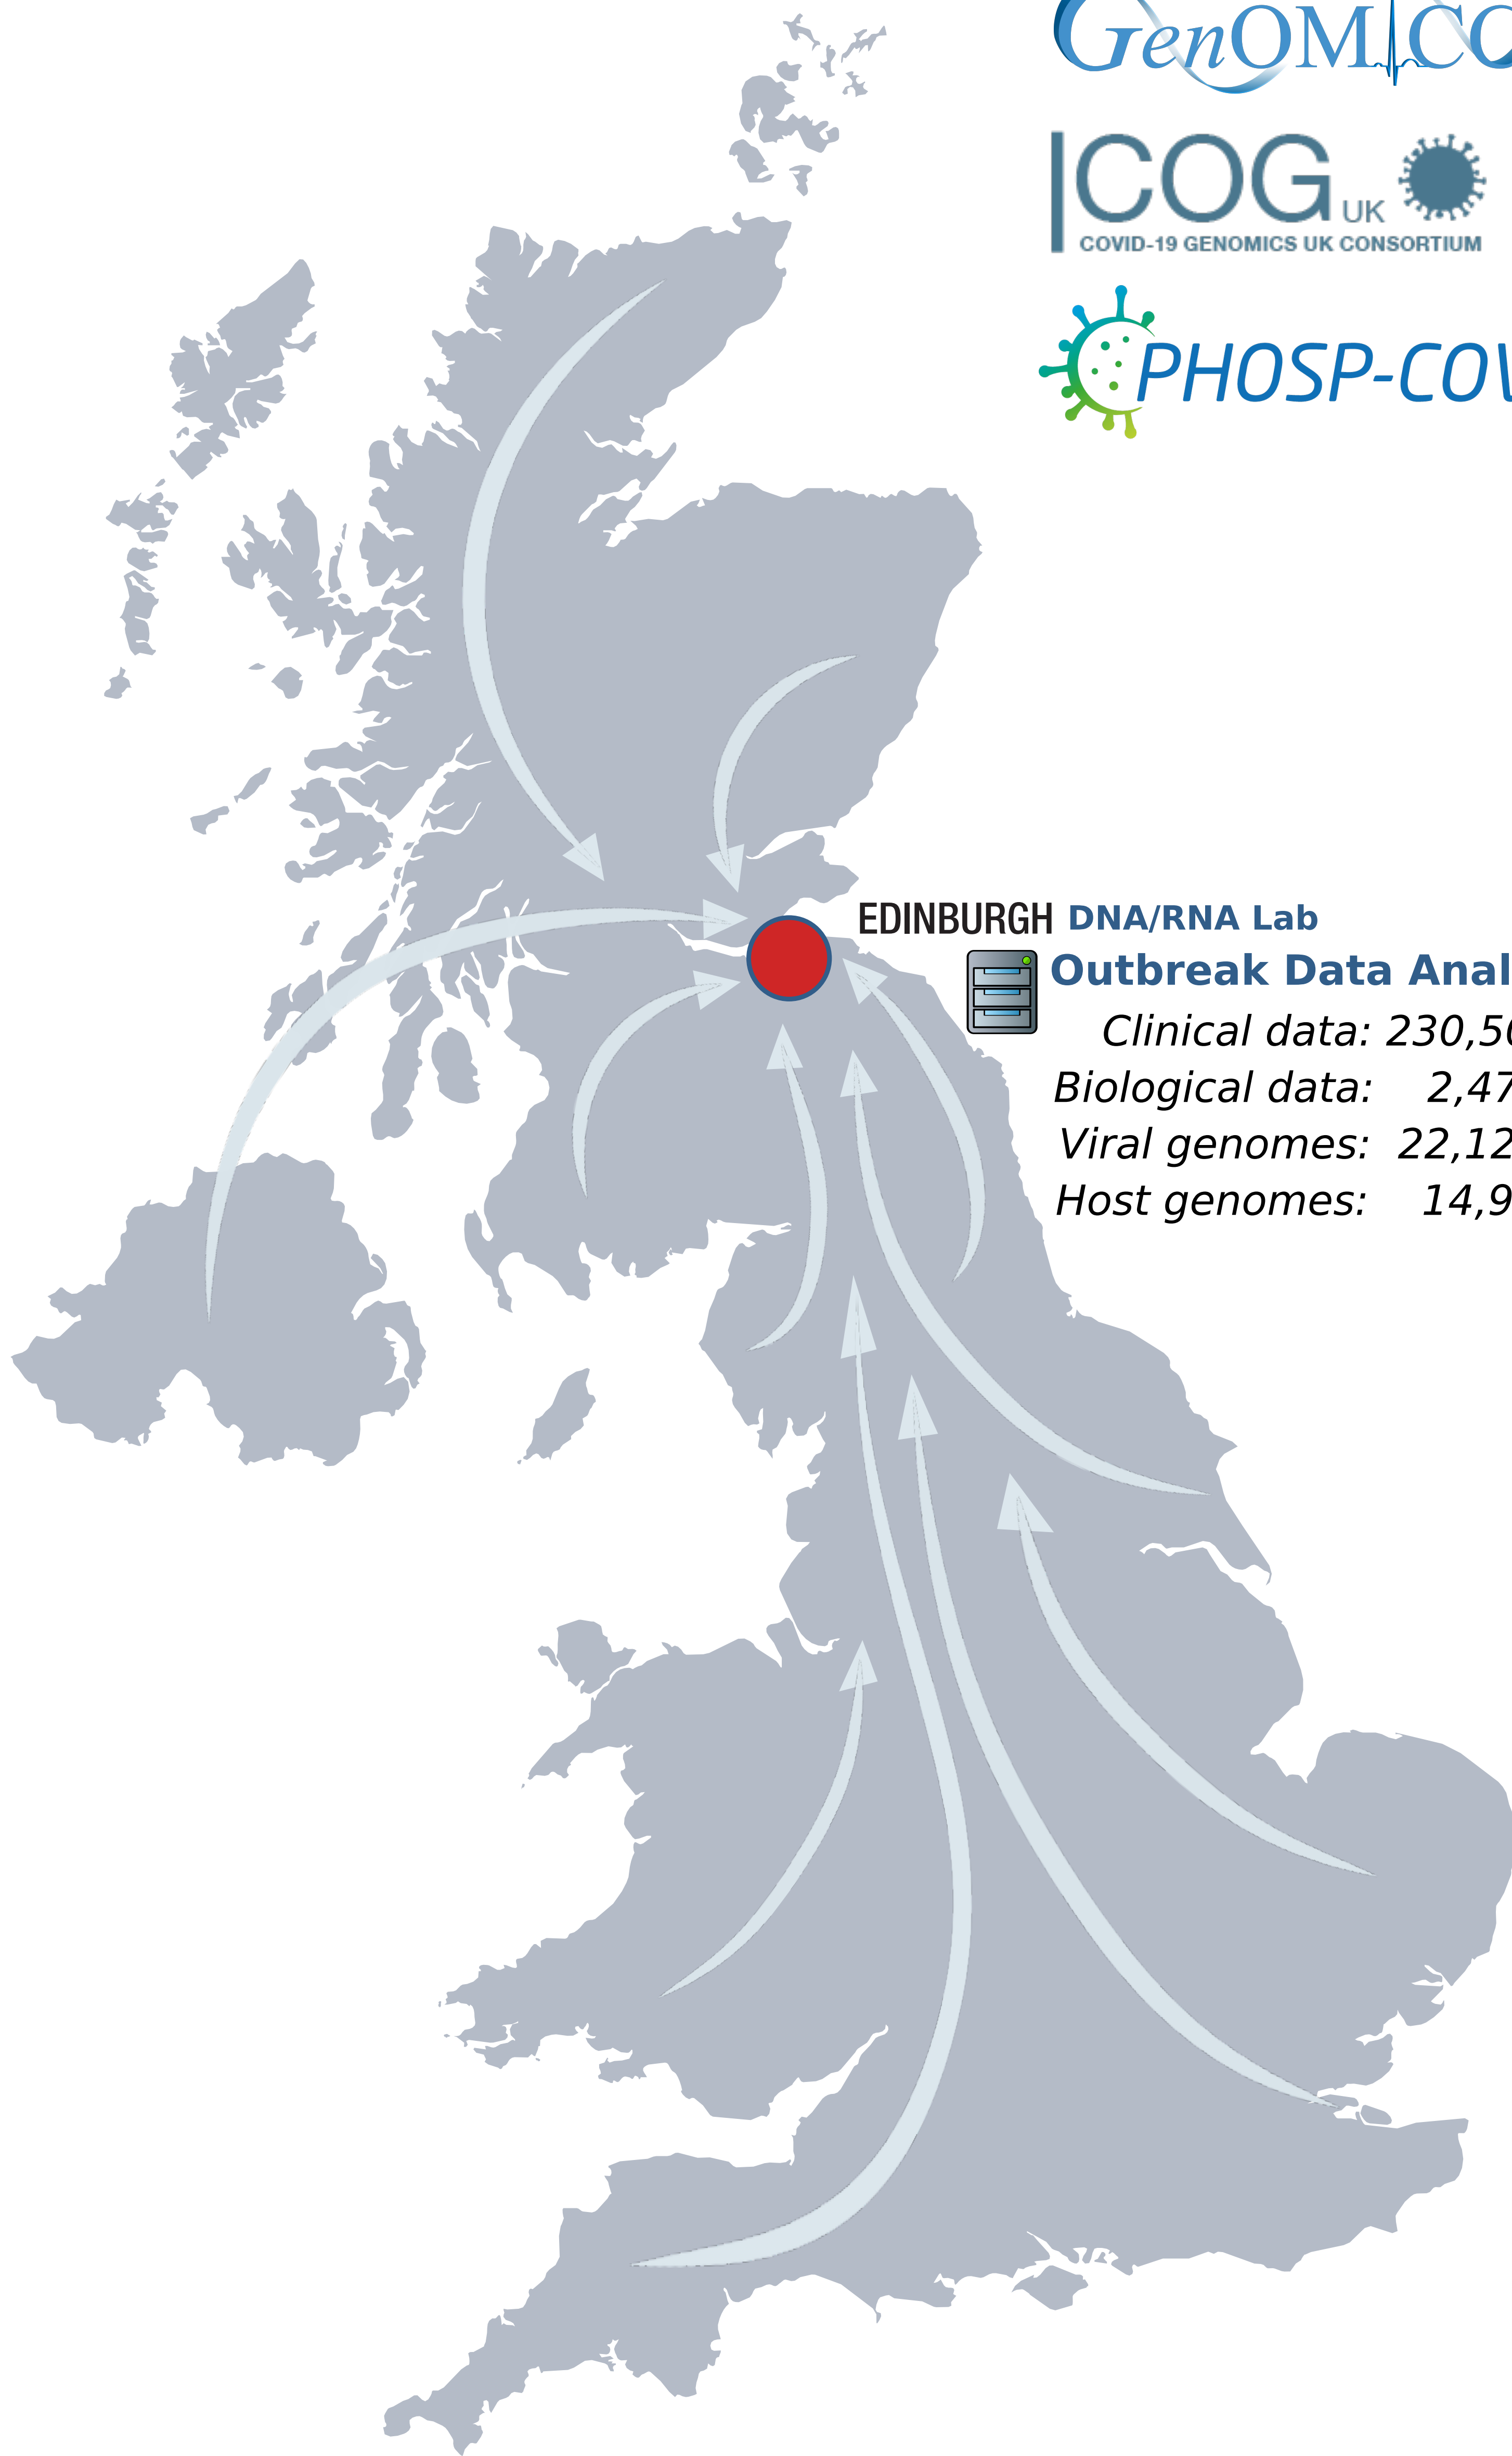 GenOMICC
COG UK
COVID-19 GENOMICS UK CONSORTIUM
PHOSP-COV
EDINBURGH DNA/RNA Lab
Outbreak Data Anal
Clinical data: 230,50
Biological data: 2,47
Viral genomes: 22,12
Host genomes: 14,9